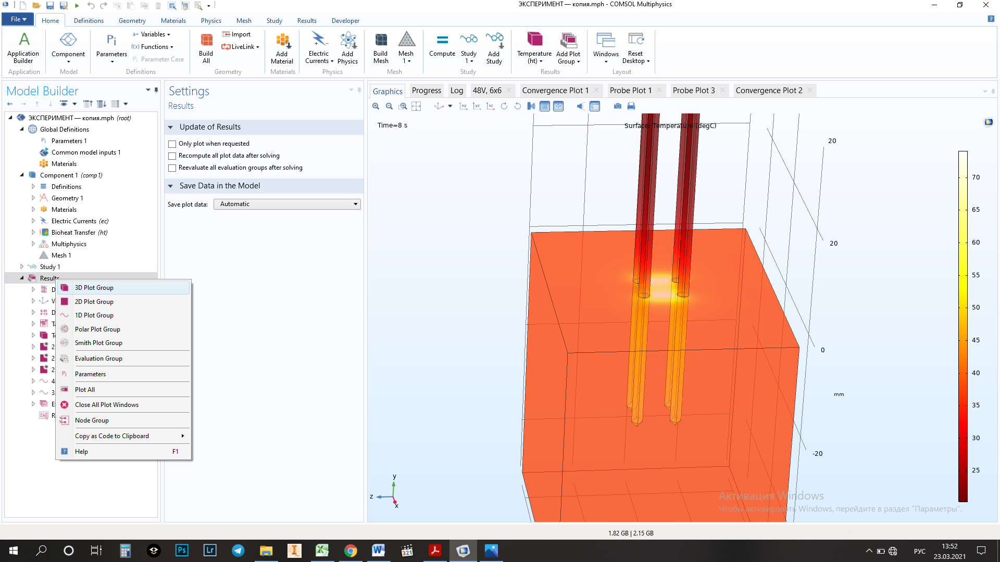 ЭКСПЕРИМЕНТ — копия.mph - COMSOL Multiphysics
File Home Definitions Geometry Materials Physics Mesh Study Results Developer
Application Builder
Application
Component
Model
Pi
Parameters
a= Variables
f(x) Functions
Pi Parameter Case
Definitions
Build All
Import
LiveLink
Geometry
Add Material
Materials
Electric Currents
Add Physics
Physics
Build Mesh
Mesh 1
Mesh
Compute
Study 1
Add Study
Study
Temperature (ht)
Add Plot Group
Results
Windows
Reset Desktop
Layout
Model Builder
ЭКСПЕРИМЕНТ — копия.mph (root)
Global Definitions
Pi Parameters 1
Common model inputs 1
Materials
Component 1 (comp1)
Definitions
Geometry 1
Materials
Electric Currents (ec)
Bioheat Transfer (ht)
Multiphysics
Mesh 1
Study 1
Results
3D Plot Group
2D Plot Group
1D Plot Group
Polar Plot Group
Smith Plot Group
Evaluation Group
Pi Parameters
Plot All
Close All Plot Windows
Node Group
Copy as Code to Clipboard
Help F1
Settings
Results
Update of Results
Only plot when requested
Recompute all plot data after solving
Reevaluate all evaluation groups after solving
Save Data in the Model
Save plot data: Automatic
Graphics Progress Log 48V, 6x6 Convergence Plot 1 Probe Plot 1 Probe Plot 3 Convergence Plot 2
Time=8 s
Surface: Temperature (degC)
20
20
0
mm
-20
70
65
60
55
50
45
40
35
30
25
y
z
x
Активация Windows
Чтобы активировать Windows, перейдите в раздел "Параметры".
1.82 GB | 2.15 GB
Ps
Lr
I
321
РУС
13:52
23.03.2021